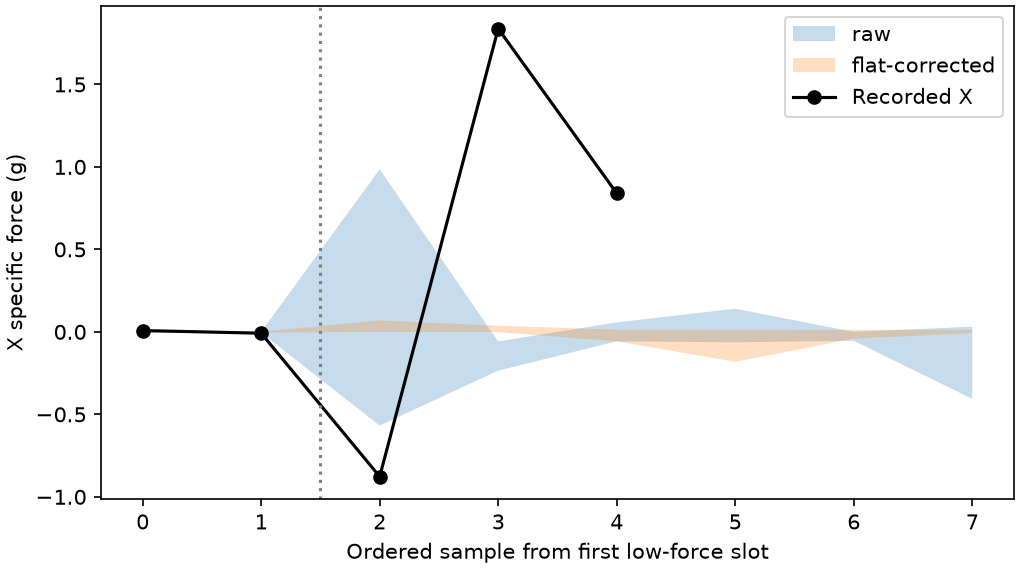 raw
flat-corrected
Recorded X
X specific force (g)
1.5
1.0
0.5
0.0
−0.5
−1.0
0 1 2 3 4 5 6 7
Ordered sample from first low-force slot